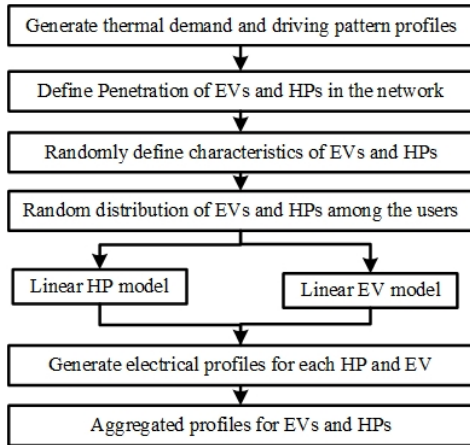 Generate thermal demand and driving pattern profiles
Define Penetration of EVs and HPs in the network
Randomly define characteristics of EVs and HPs
Random distribution of EVs and HPs among the users
Linear HP model
Linear EV model
Generate electrical profiles for each HP and EV
Aggregated profiles for EVs and HPs